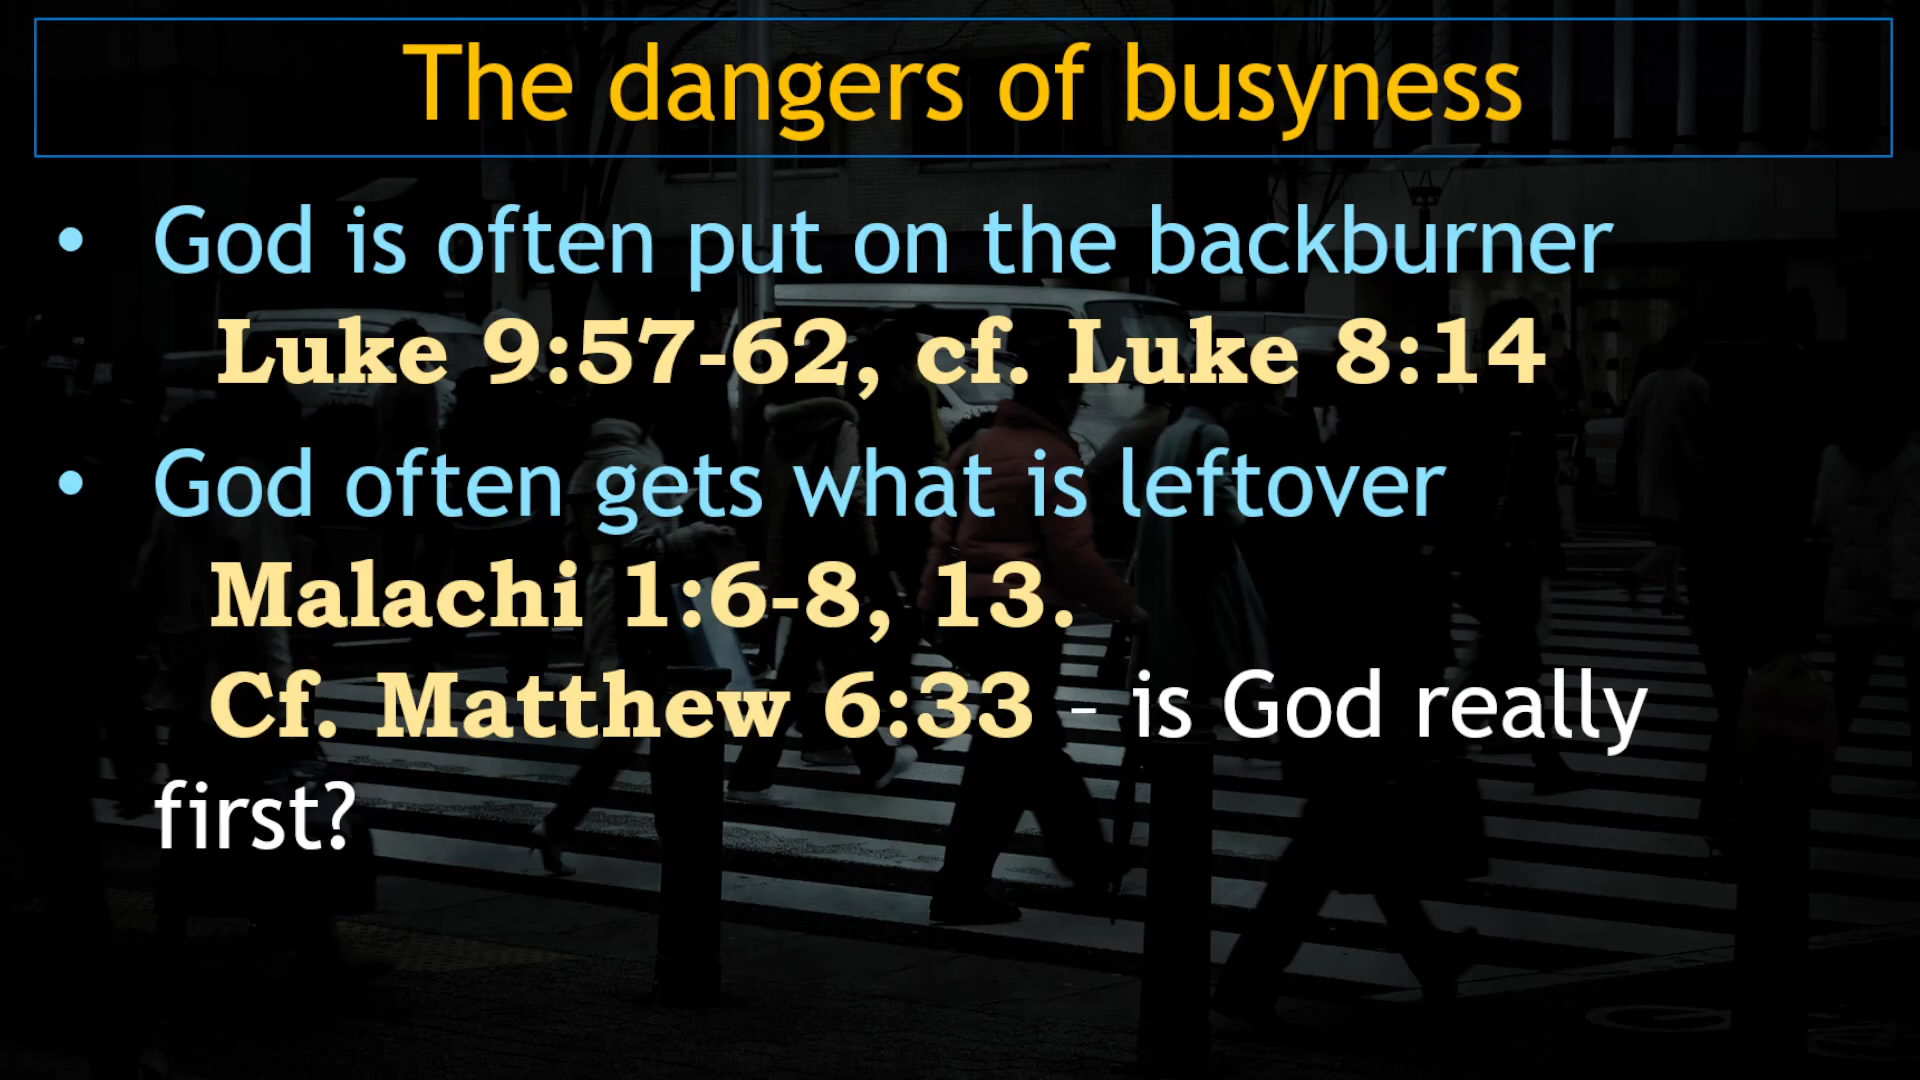 The dangers of busyness
• God is often put on the backburner
Luke 9:57-62, cf. Luke 8:14
• God often gets what is leftover
Malachi 1:6-8, 13.
Cf. Matthew 6:33 – is God really
first?